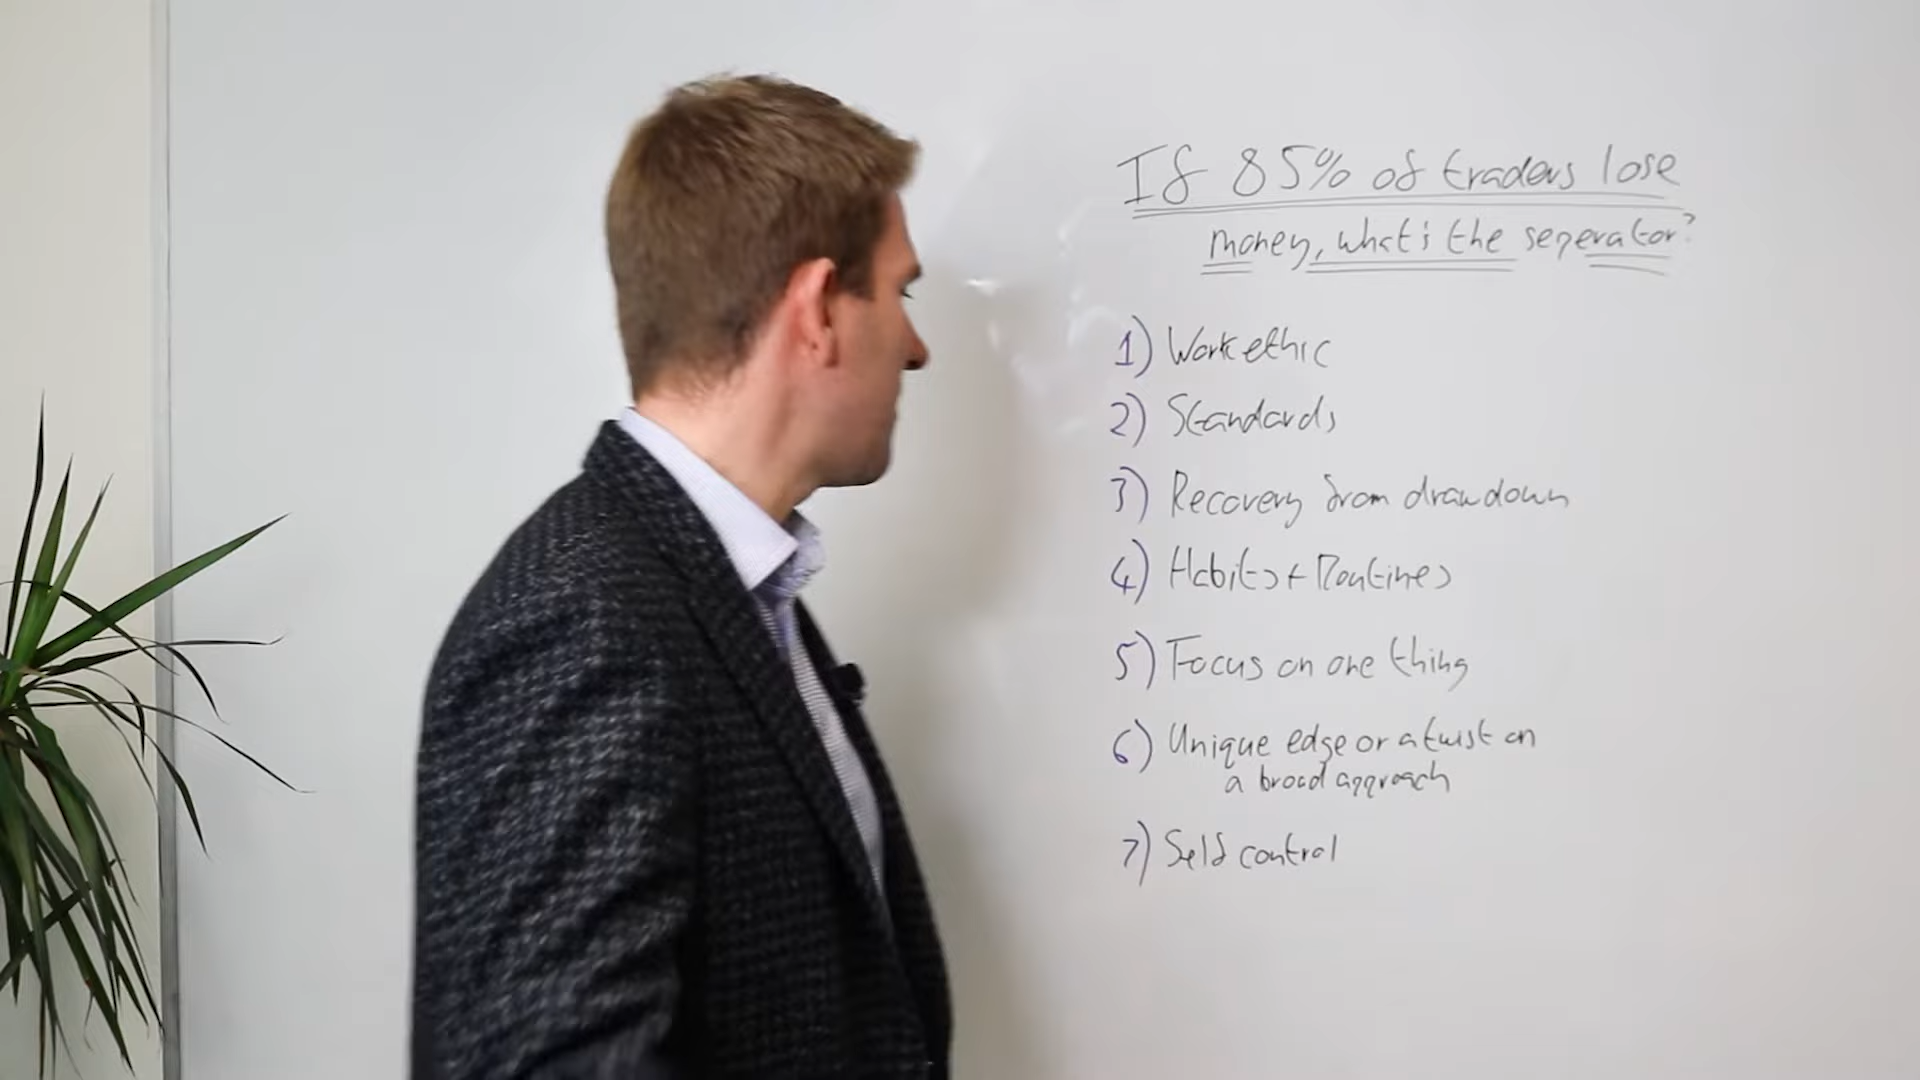 If 85% of traders lose
money, what's the seperator?
1) Work ethic
2) Standards
3) Recovery from drawdown
4) Habits + Routines
5) Focus on one thing
6) Unique edge or a twist on
a broad approach
7) Self control